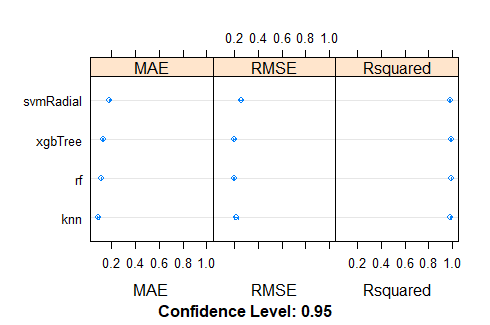 0.2 0.4 0.6 0.8 1.0
MAE RMSE Rsquared
svmRadial
xgbTree
rf
knn
0.2 0.4 0.6 0.8 1.0 0.2 0.4 0.6 0.8 1.0
MAE RMSE Rsquared
Confidence Level: 0.95